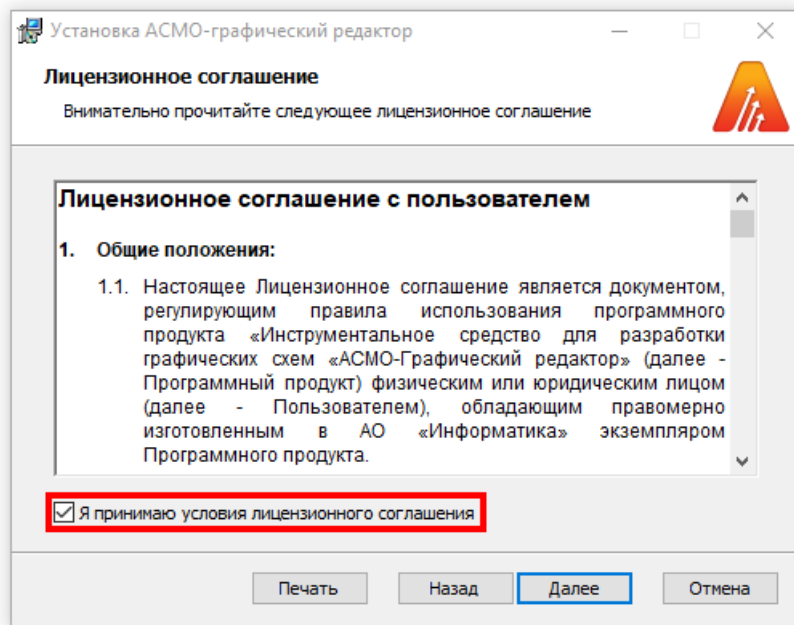 Установка АСМО-графический редактор
Лицензионное соглашение
Внимательно прочитайте следующее лицензионное соглашение
Лицензионное соглашение с пользователем
1. Общие положения:
1.1. Настоящее Лицензионное соглашение является документом,
регулирующим правила использования программного
продукта «Инструментальное средство для разработки
графических схем «АСМО-Графический редактор» (далее -
Программный продукт) физическим или юридическим лицом
(далее - Пользователем), обладающим правомерно
изготовленным в АО «Информатика» экземпляром
Программного продукта.
Я принимаю условия лицензионного соглашения
Печать Назад Далее Отмена